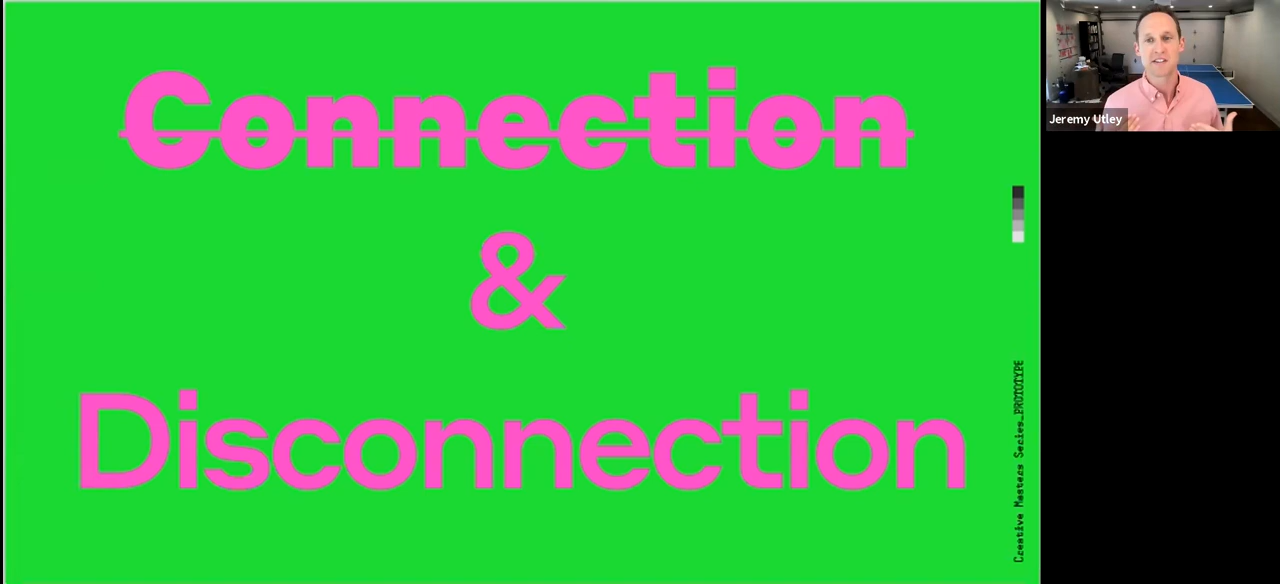 Connection
&
Disconnection
Creative Masters Series_PROTOTYPE
Jeremy Utley